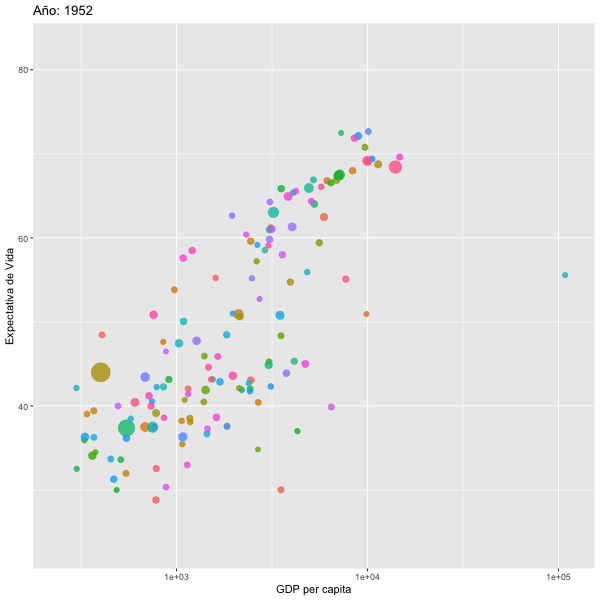 Año: 1952
Expectativa de Vida
80
60
40
1e+03
1e+04
1e+05
GDP per capita